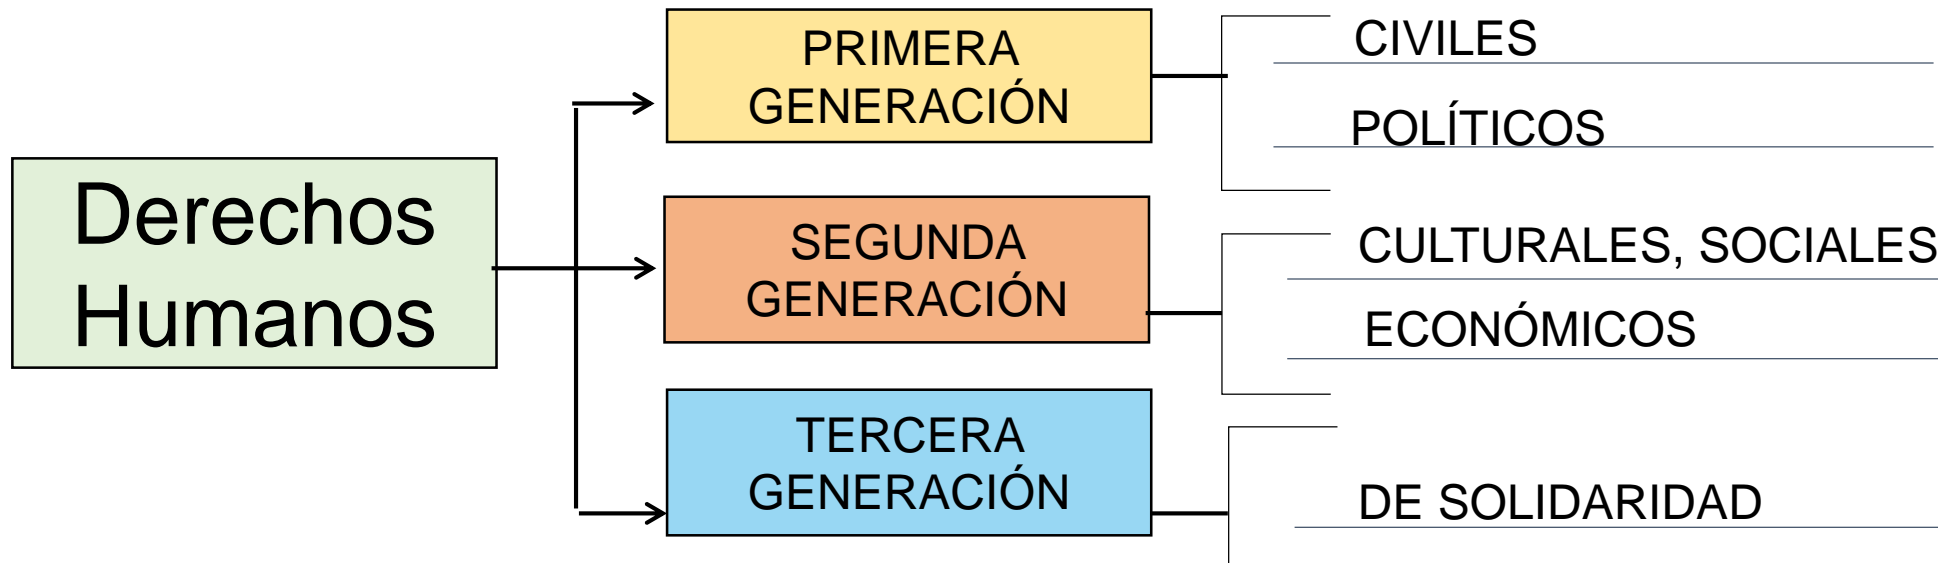 Derechos
Humanos
PRIMERA
GENERACIÓN
CIVILES
POLÍTICOS
SEGUNDA
GENERACIÓN
CULTURALES, SOCIALES
ECONÓMICOS
TERCERA
GENERACIÓN
DE SOLIDARIDAD